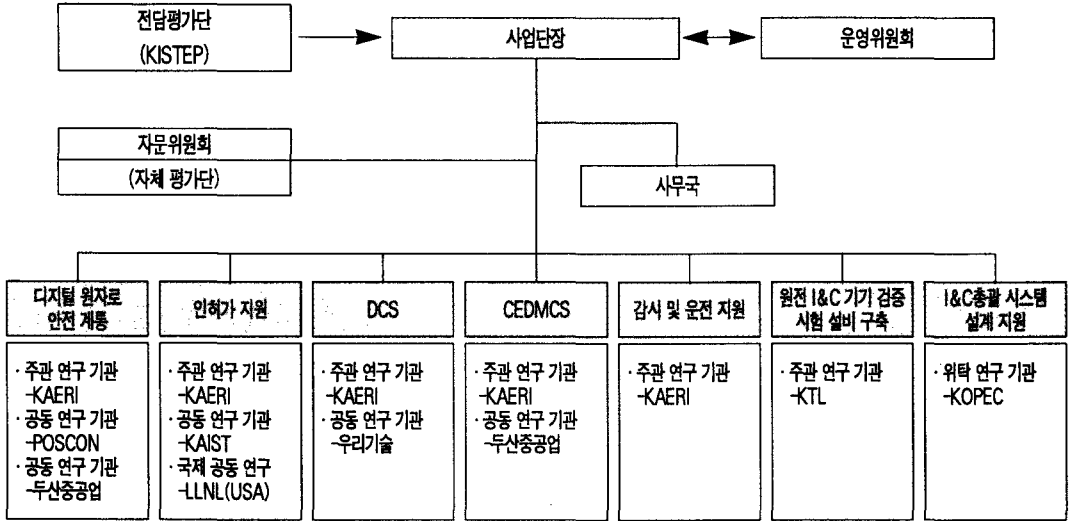 전담평가단
(KISTEP)
사업단장
운영위원회
자문위원회
(자체 평가단)
사무국
디지털 원자로
안전 계통
· 주관 연구 기관
-KAERI
· 공동 연구 기관
-POSCON
· 공동 연구 기관
-두산중공업
인허가 지원
· 주관 연구 기관
-KAERI
· 공동 연구 기관
-KAIST
· 국제 공동 연구
-LLNL(USA)
DCS
· 주관 연구 기관
-KAERI
· 공동 연구 기관
-우리기술
CEDMCS
· 주관 연구 기관
-KAERI
· 공동 연구 기관
-두산중공업
감시 및 운전 지원
· 주관 연구 기관
-KAERI
원전 I&C 기기 검증
시험 설비 구축
· 주관 연구 기관
-KTL
I&C총괄 시스템
설계 지원
· 위탁 연구 기관
-KOPEC